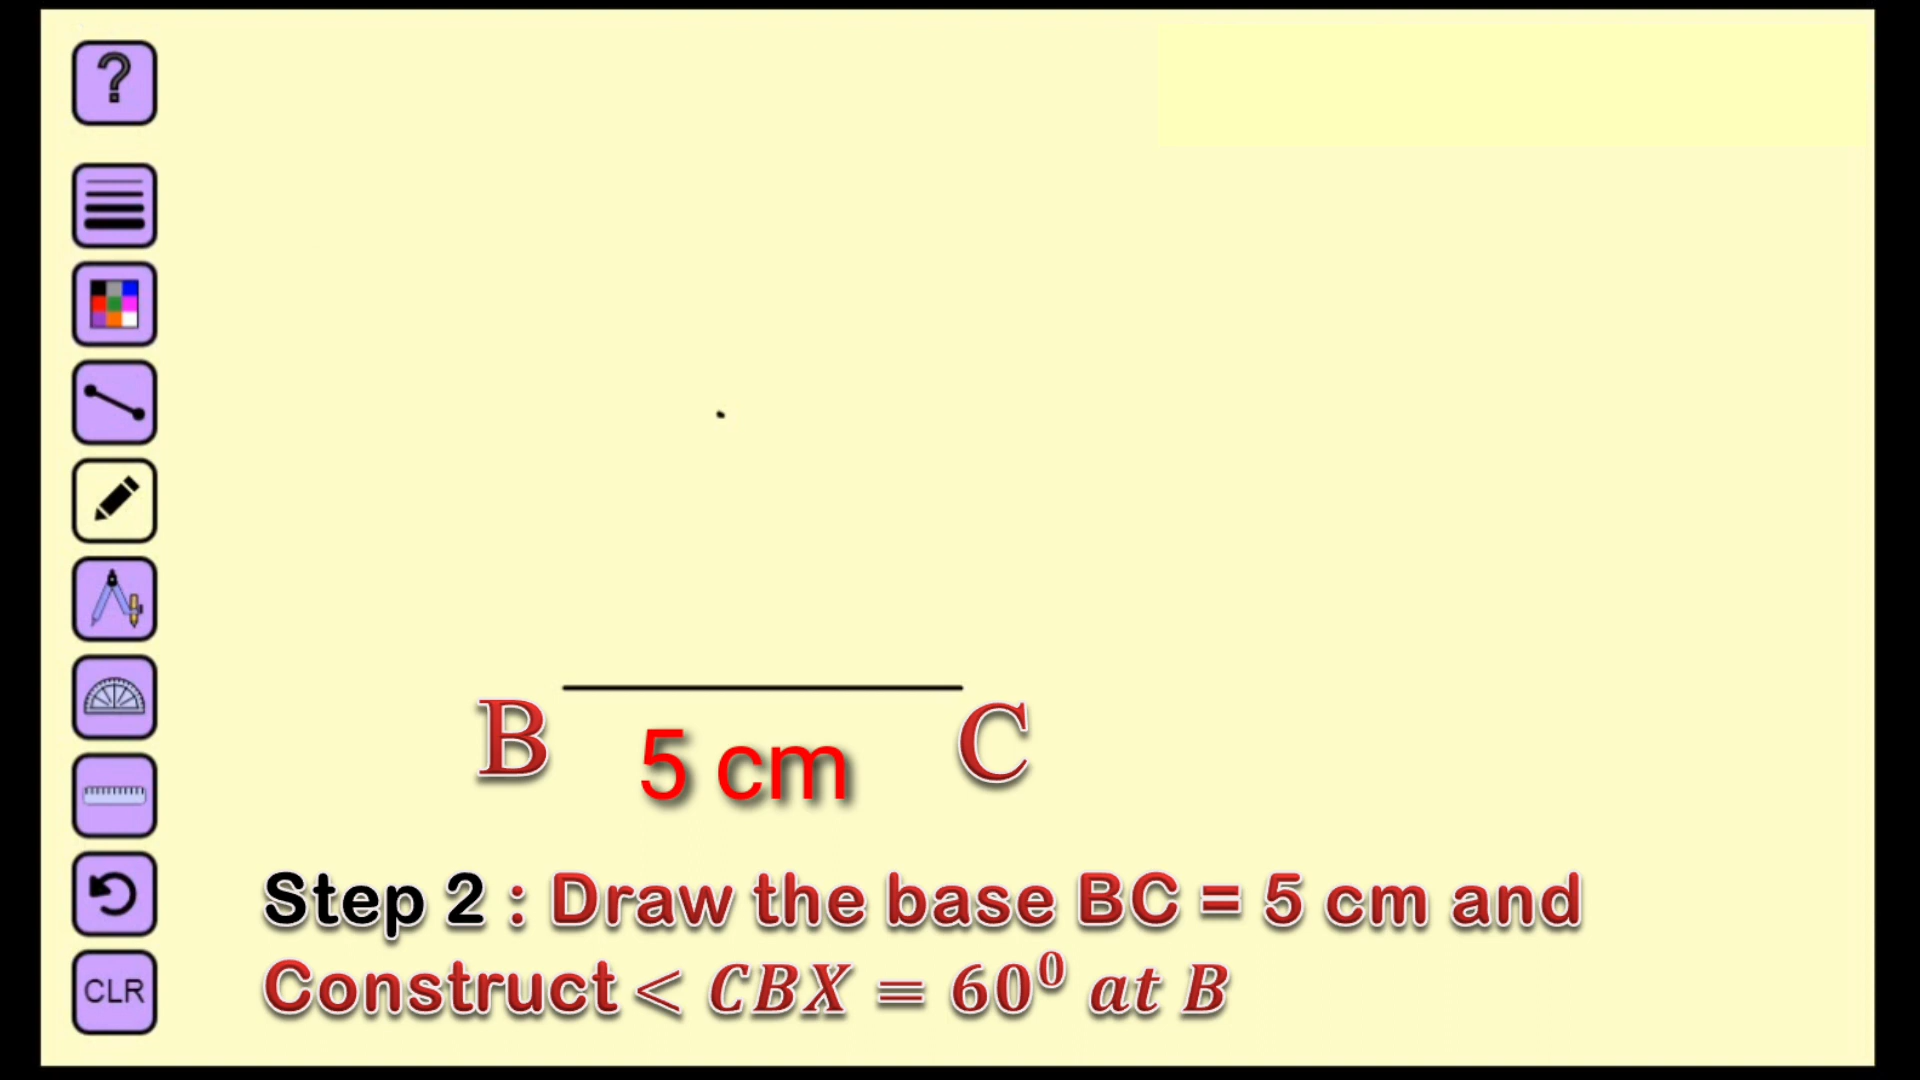 ?
B
C
5 cm
Step 2 : Draw the base BC = 5 cm and
Construct < CBX = 60⁰ at B
CLR